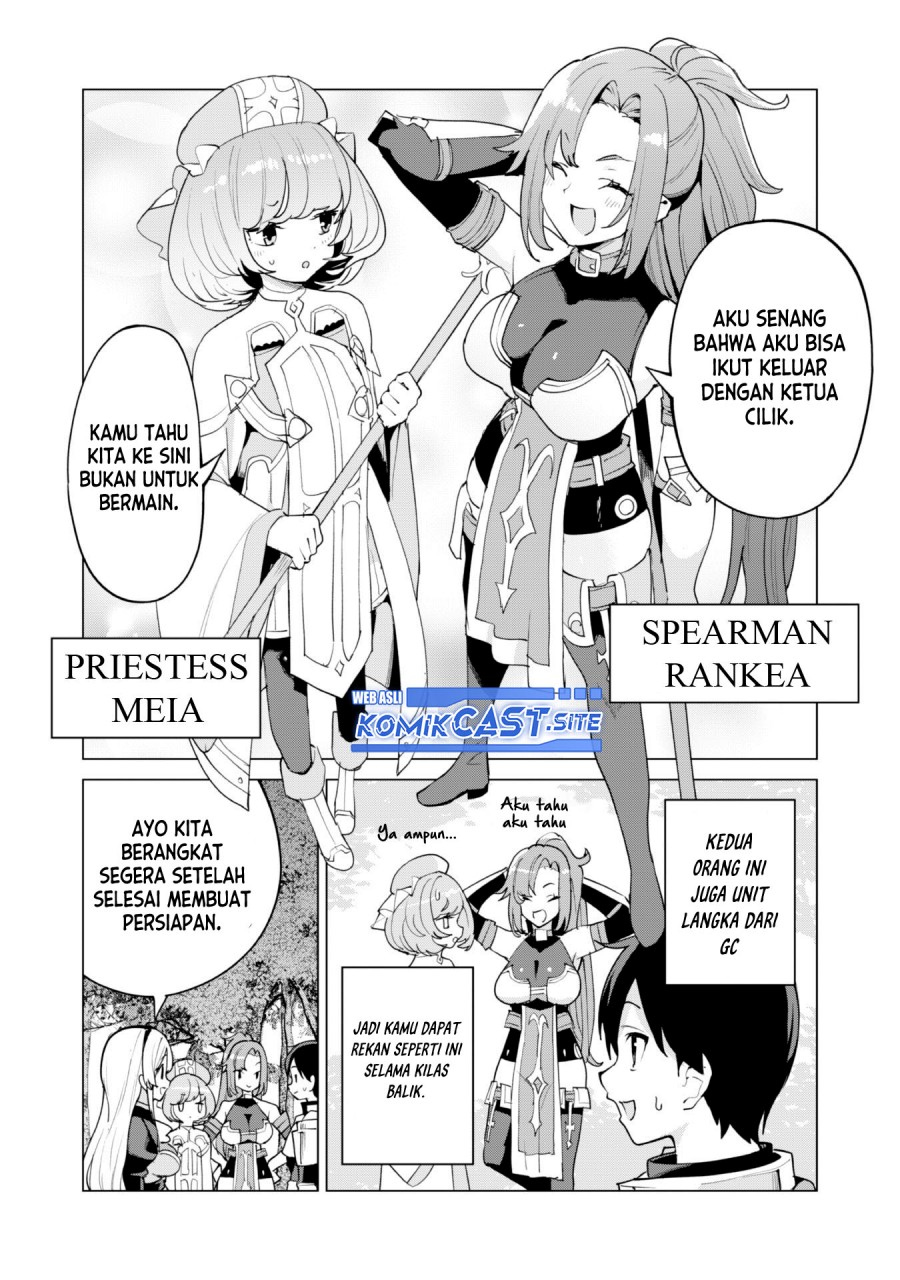 AKU SENANG
BAHWA AKU BISA
IKUT KELUAR
DENGAN KETUA
CILIK.
KAMU TAHU
KITA KE SINI
BUKAN UNTUK
BERMAIN.
SPEARMAN
RANKEA
PRIESTESS
MEIA
WEB ASLI
KOMIKCAST.SITE
KEDUA
ORANG INI
JUGA UNIT
LANGKA DARI
GC
Aku tahu
aku tahu
Ya ampun...
JADI KAMU DAPAT
REKAN SEPERTI INI
SELAMA KILAS
BALIK.
AYO KITA
BERANGKAT
SEGERA SETELAH
SELESAI MEMBUAT
PERSIAPAN.